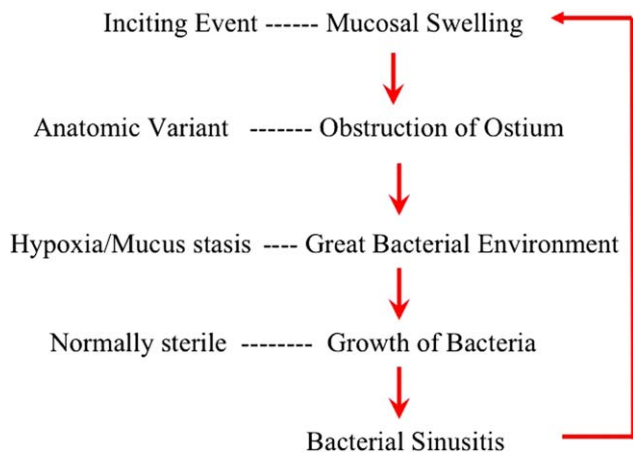 Inciting Event ------ Mucosal Swelling
Anatomic Variant ------- Obstruction of Ostium
Hypoxia/Mucus stasis ---- Great Bacterial Environment
Normally sterile -------- Growth of Bacteria
Bacterial Sinusitis